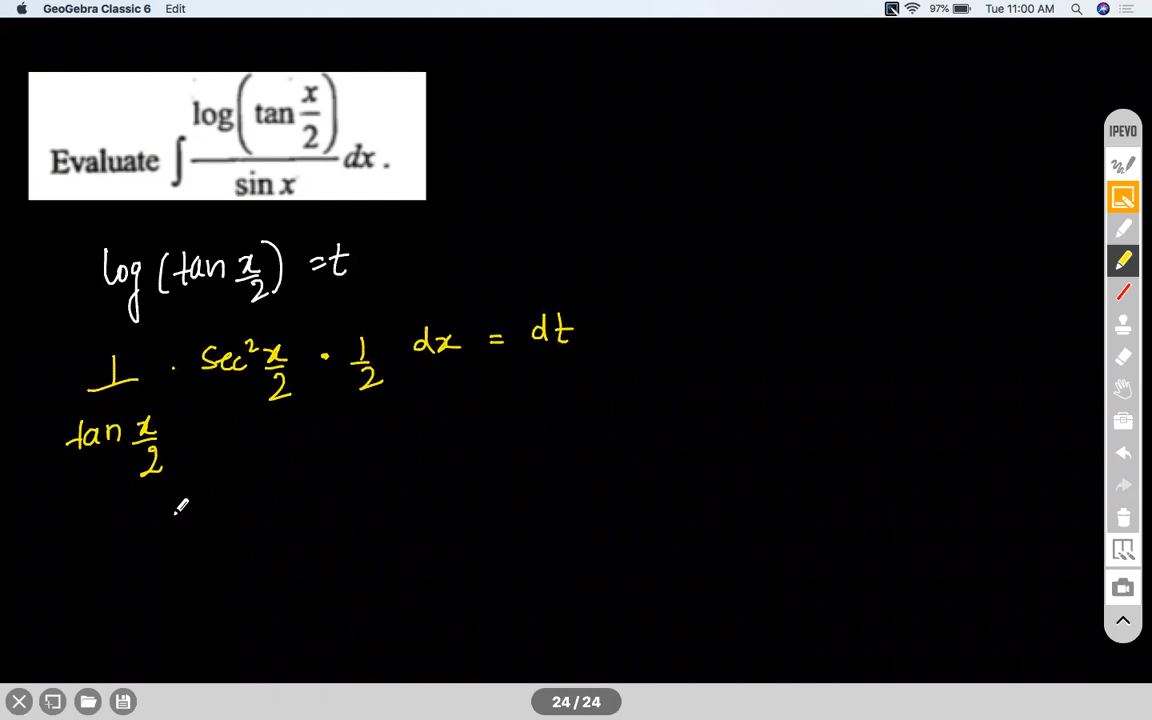 GeoGebra Classic 6 Edit 97% Tue 11:00 AM
Evaluate ∫ log(tan x/2) / sin x dx .
IPEVO
log (tan x/2) = t
1/(tan x/2) · sec² x/2 · 1/2 dx = dt
24 / 24